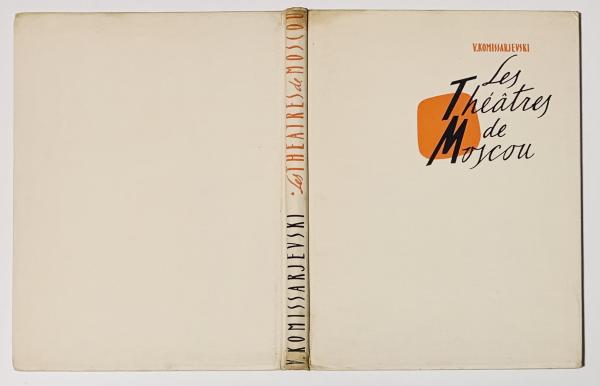 V. KOMISSARJEVSKI • Les THÉÂTRES de MOSCOU
V. KOMISSARJEVSKI
Les
Théâtres
de
Moscou